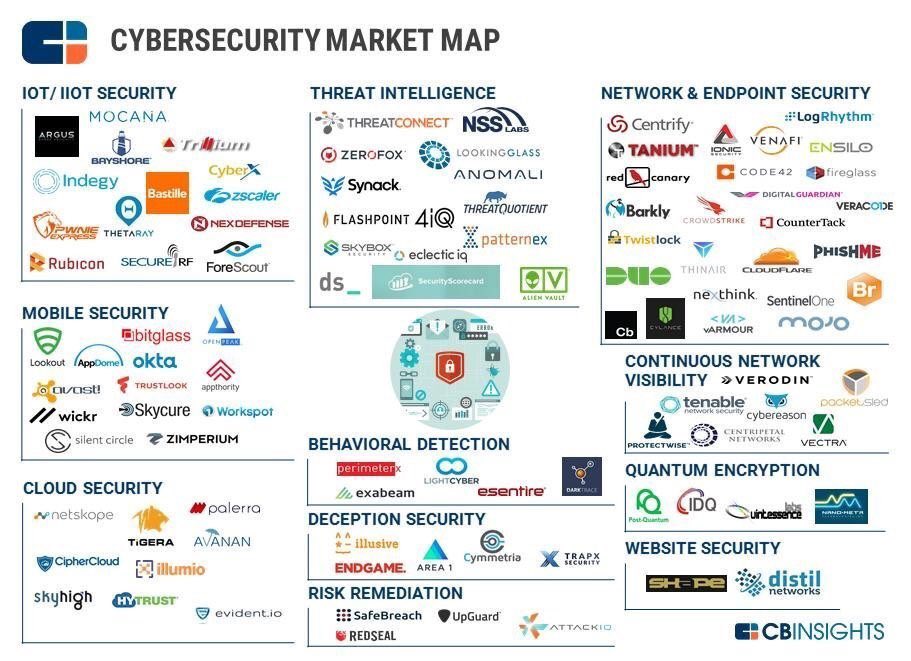 CYBERSECURITY MARKET MAP
IOT/ IIOT SECURITY
MOCANA
ARGUS
BAYSHORE
Trillium
Indegy
Bastille
CyberX
zscaler
PWNIE EXPRESS
THETARAY
NEXDEFENSE
RUBICON
SECURE RF
ForeScout
MOBILE SECURITY
Lookout
AppDome
bitglass
okta
OPENPEAK
avast!
TRUSTLOOK
appthority
wickr
Skycure
Workspot
silent circle
ZIMPERIUM
CLOUD SECURITY
netskope
TIGERA
palerra
AVANAN
CipherCloud
illumio
skyhigh
HYTRUST
evident.io
THREAT INTELLIGENCE
THREATCONNECT
NSS LABS
ZEROFOX
LOOKINGGLASS
Synack
ANOMALI
FLASHPOINT
4iQ
THREATQUOTIENT
SKYBOX SECURITY
eclectic iq
patternex
ds_
SecurityScorecard
ALIEN VAULT
ERROR
BEHAVIORAL DETECTION
perimeterx
LIGHTCYBER
exabeam
esentire
DARKTRACE
DECEPTION SECURITY
illusive
ENDGAME.
AREA 1
Cymmetria
TRAPX SECURITY
RISK REMEDIATION
SafeBreach
UpGuard
REDSEAL
ATTACKIQ
NETWORK & ENDPOINT SECURITY
Centrify
IONIC SECURITY
VENAFI
LogRhythm
TANIUM
ENSILO
red canary
CODE42
fireglass
Barkly
CROWDSTRIKE
DIGITAL GUARDIAN
VERACODE
CounterTack
Twistlock
THINAIR
CLOUDFLARE
PHISHME
DUO
nexthink
SentinelOne
Br
Cb
CYLANCE
vARMOUR
mojo
CONTINUOUS NETWORK
VISIBILITY
VERODIN
tenable network security
cybereason
packetsled
PROTECTWISE
CENTRIPETAL NETWORKS
VECTRA
QUANTUM ENCRYPTION
Post-Quantum
IDQ
Quintessence labs
NANO-META
WEBSITE SECURITY
SHAPE
distil networks
CBINSIGHTS